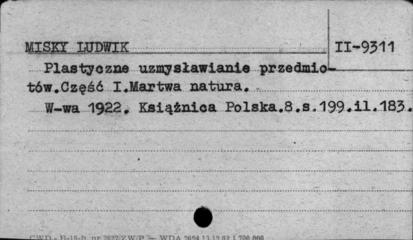 MISKY LUDWIK II-9311
Plastyczne uzmysławianie przedmio-
tów.Część I.Martwa natura.
W-wa 1922. Książnica Polska.8.s.199.il.183.